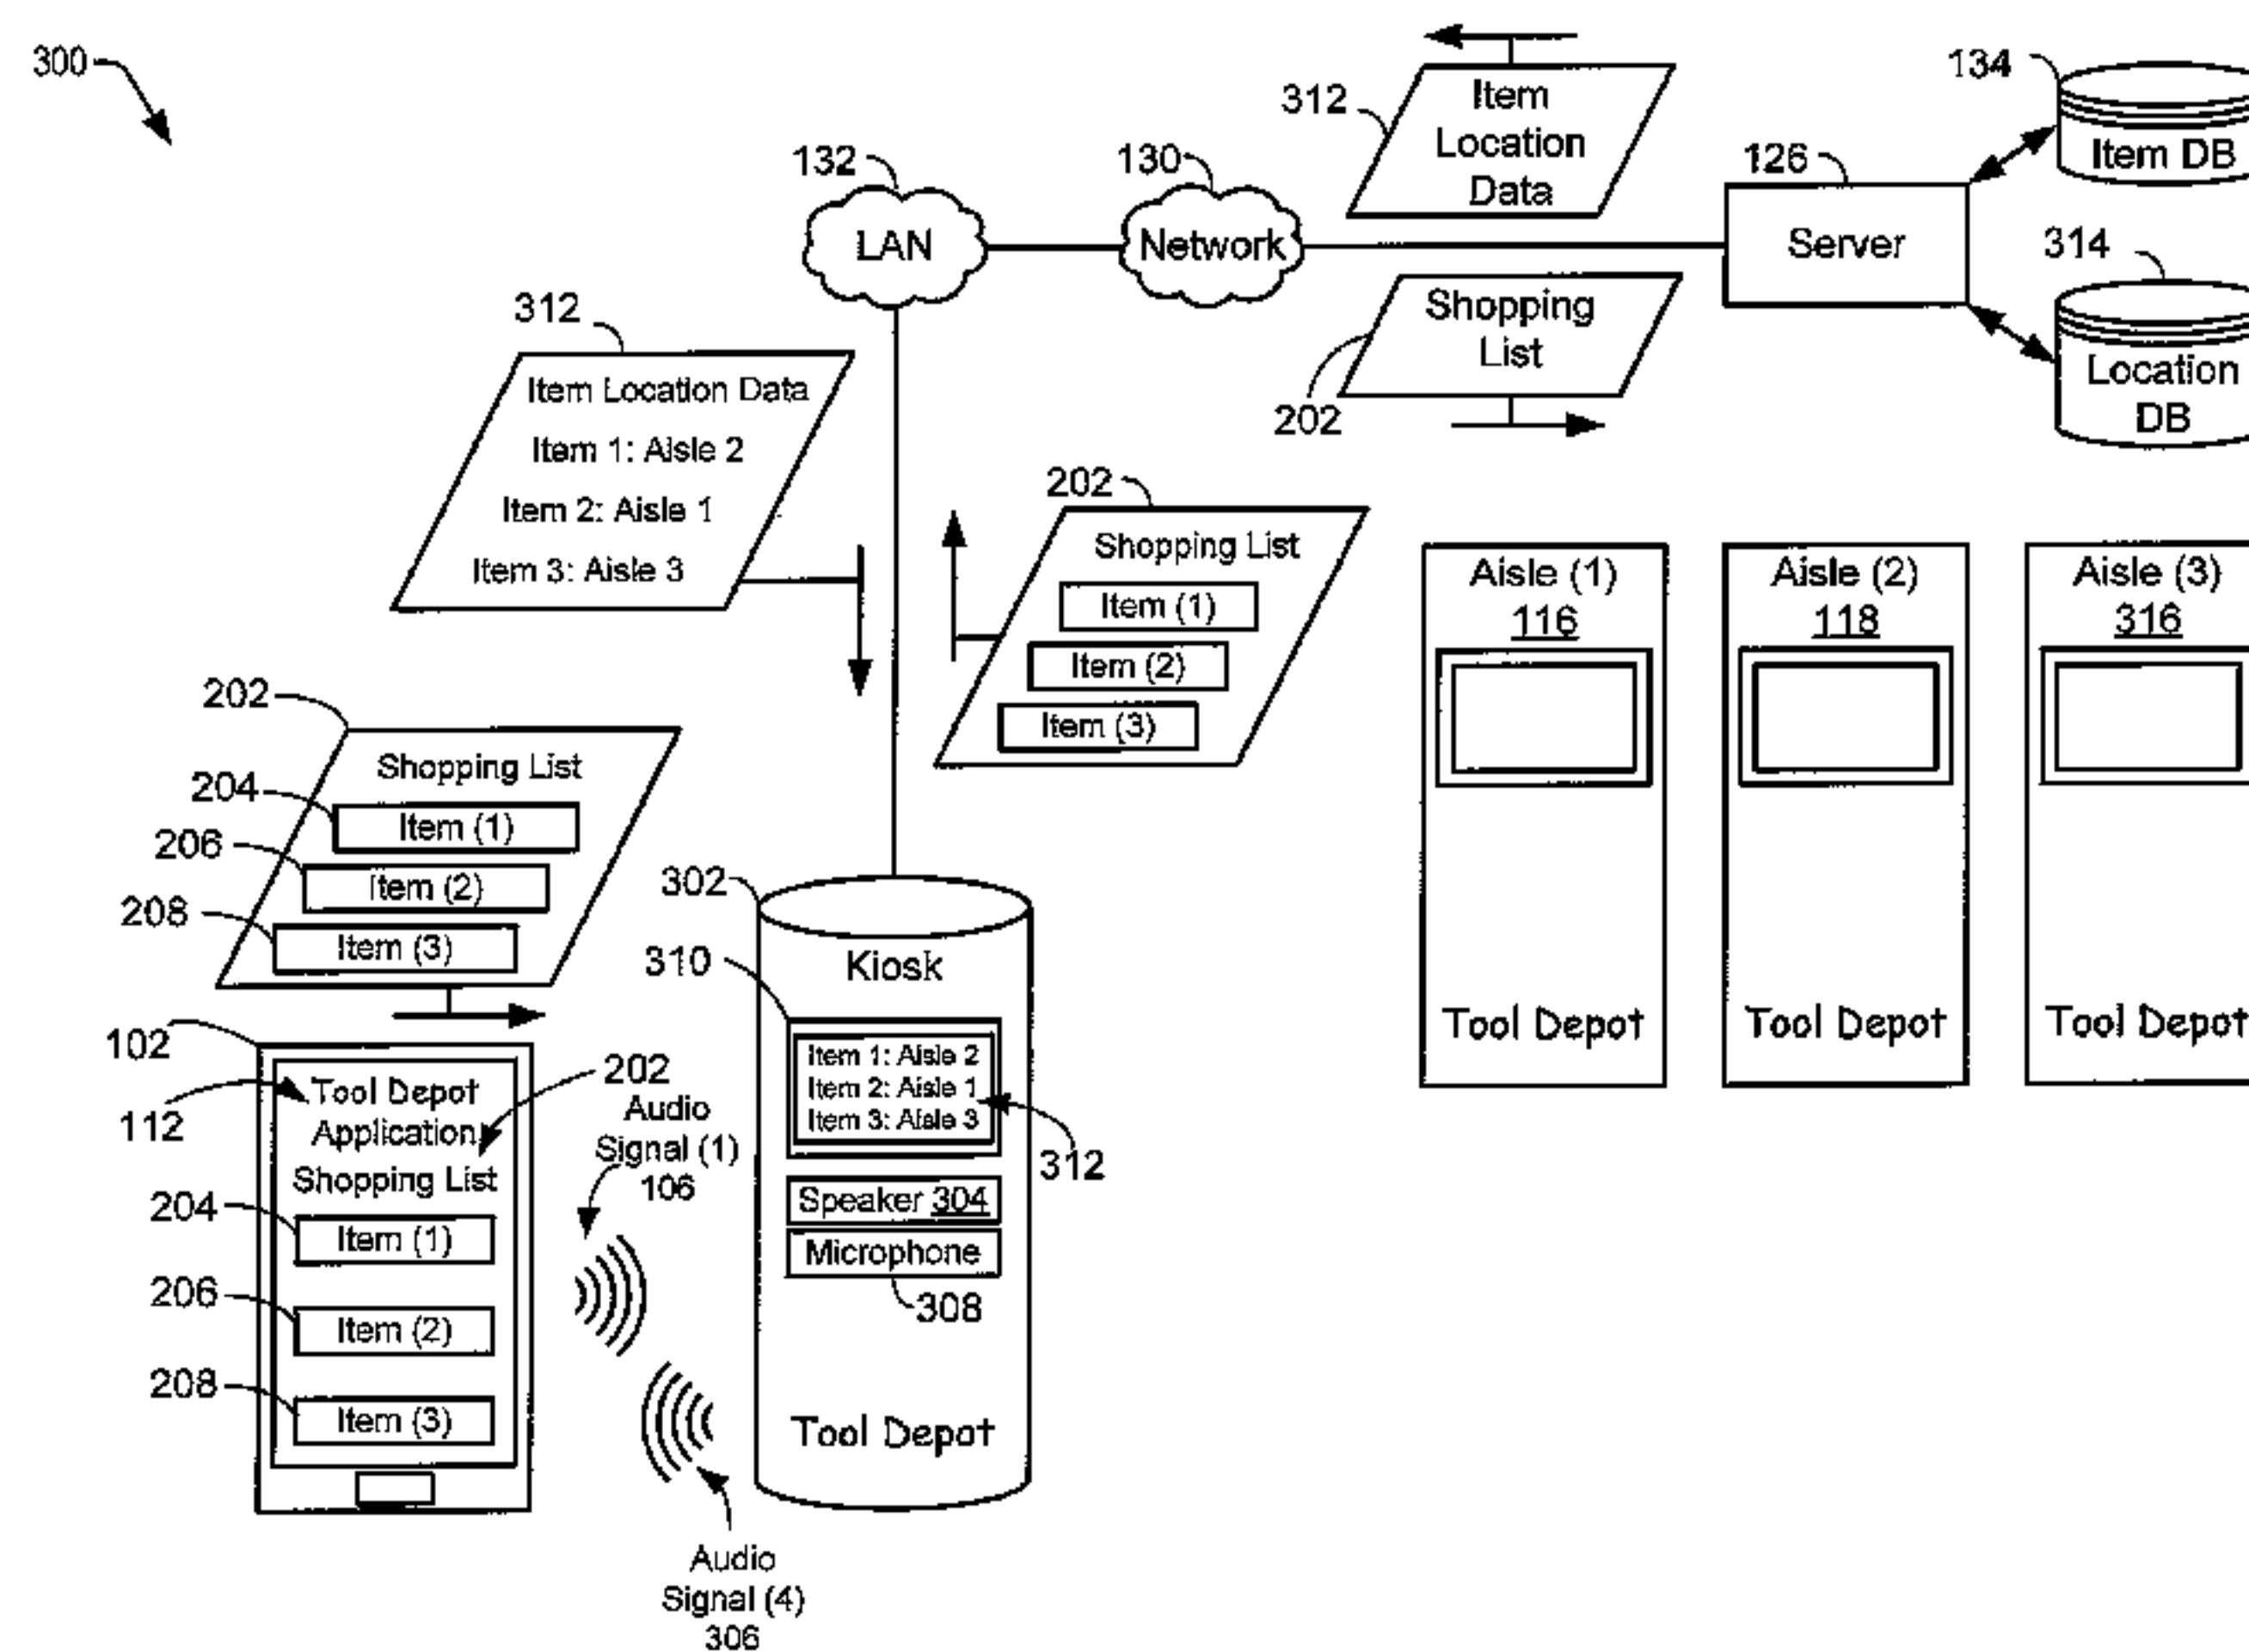 300
312
Item
Location
Data
134
Item DB
132
LAN
130
Network
126
Server
314
Location
DB
Shopping
List
202
312
Item Location Data
Item 1: Aisle 2
Item 2: Aisle 1
Item 3: Aisle 3
202
Shopping List
Item (1)
Item (2)
Item (3)
Aisle (1)
116
Tool Depot
Aisle (2)
118
Tool Depot
Aisle (3)
316
Tool Depot
202
Shopping List
204
Item (1)
206
Item (2)
208
Item (3)
102
112
Tool Depot
Application
202
Shopping List
204
Item (1)
206
Item (2)
208
Item (3)
Audio
Signal (1)
106
302
Kiosk
310
Item 1: Aisle 2
Item 2: Aisle 1
Item 3: Aisle 3
312
Speaker 304
Microphone
308
Tool Depot
Audio
Signal (4)
306